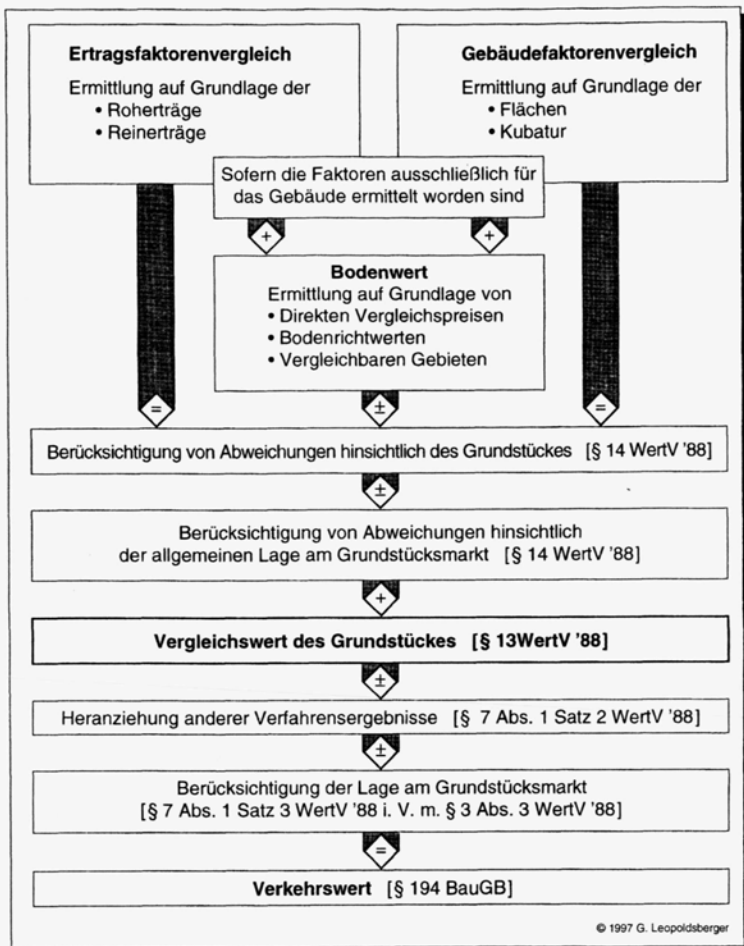 Ertragsfaktorenvergleich
Ermittlung auf Grundlage der
• Roherträge
• Reinerträge
Gebäudefaktorenvergleich
Ermittlung auf Grundlage der
• Flächen
• Kubatur
Sofern die Faktoren ausschließlich für
das Gebäude ermittelt worden sind
+
+
Bodenwert
Ermittlung auf Grundlage von
• Direkten Vergleichspreisen
• Bodenrichtwerten
• Vergleichbaren Gebieten
=
±
=
Berücksichtigung von Abweichungen hinsichtlich des Grundstückes [§ 14 WertV '88]
±
Berücksichtigung von Abweichungen hinsichtlich
der allgemeinen Lage am Grundstücksmarkt [§ 14 WertV '88]
+
Vergleichswert des Grundstückes [§ 13WertV '88]
±
Heranziehung anderer Verfahrensergebnisse [§ 7 Abs. 1 Satz 2 WertV '88]
±
Berücksichtigung der Lage am Grundstücksmarkt
[§ 7 Abs. 1 Satz 3 WertV '88 i. V. m. § 3 Abs. 3 WertV '88]
=
Verkehrswert [§ 194 BauGB]
© 1997 G. Leopoldsberger